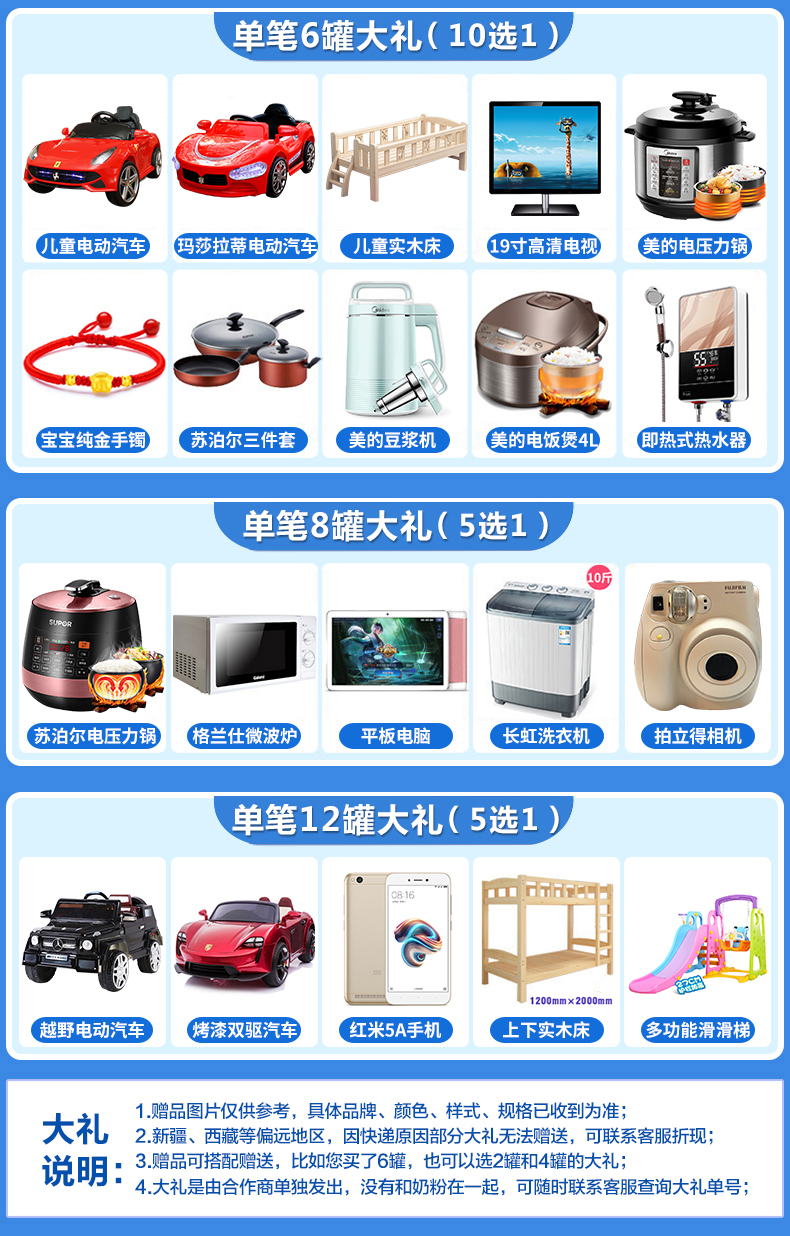 单笔6罐大礼（10选1）
Midea
儿童电动汽车
玛莎拉蒂电动汽车
儿童实木床
19寸高清电视
美的电压力锅
Midea
55
宝宝纯金手镯
苏泊尔三件套
美的豆浆机
美的电饭煲4L
即热式热水器
单笔8罐大礼（5选1）
10斤
SUPOR
FUJIFILM
Galanz
苏泊尔电压力锅
格兰仕微波炉
平板电脑
长虹洗衣机
拍立得相机
单笔12罐大礼（5选1）
08:16
1200mm×2000mm
越野电动汽车
烤漆双驱汽车
红米5A手机
上下实木床
多功能滑滑梯
大礼
说明：
1.赠品图片仅供参考，具体品牌、颜色、样式、规格已收到为准；
2.新疆、西藏等偏远地区，因快递原因部分大礼无法赠送，可联系客服折现；
3.赠品可搭配赠送，比如您买了6罐，也可以选2罐和4罐的大礼；
4.大礼是由合作商单独发出，没有和奶粉在一起，可随时联系客服查询大礼单号；